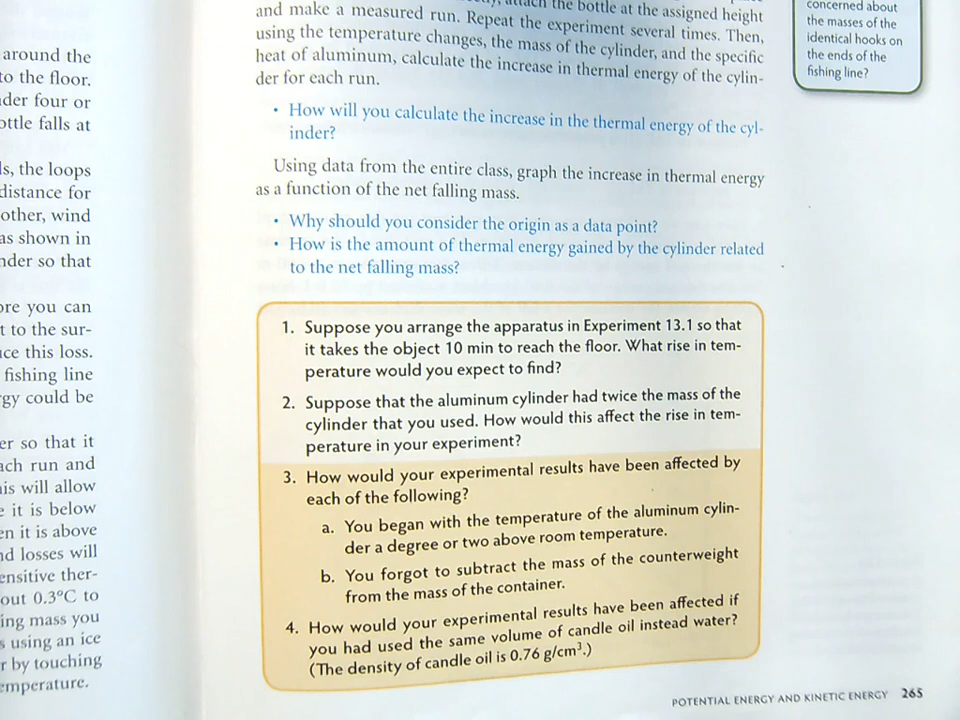 around the
to the floor.
der four or
ottle falls at
ls, the loops
distance for
other, wind
as shown in
nder so that
ore you can
t to the sur-
ce this loss.
fishing line
rgy could be
er so that it
ach run and
his will allow
e it is below
en it is above
nd losses will
ensitive ther-
out 0.3°C to
ing mass you
s using an ice
r by touching
emperature.
attach the bottle at the assigned height
and make a measured run. Repeat the experiment several times. Then,
using the temperature changes, the mass of the cylinder, and the specific
heat of aluminum, calculate the increase in thermal energy of the cylin-
der for each run.
• How will you calculate the increase in the thermal energy of the cyl-
inder?
Using data from the entire class, graph the increase in thermal energy
as a function of the net falling mass.
• Why should you consider the origin as a data point?
• How is the amount of thermal energy gained by the cylinder related
to the net falling mass?
1. Suppose you arrange the apparatus in Experiment 13.1 so that
it takes the object 10 min to reach the floor. What rise in tem-
perature would you expect to find?
2. Suppose that the aluminum cylinder had twice the mass of the
cylinder that you used. How would this affect the rise in tem-
perature in your experiment?
3. How would your experimental results have been affected by
each of the following?
a. You began with the temperature of the aluminum cylin-
der a degree or two above room temperature.
b. You forgot to subtract the mass of the counterweight
from the mass of the container.
4. How would your experimental results have been affected if
you had used the same volume of candle oil instead water?
(The density of candle oil is 0.76 g/cm³.)
concerned about
the masses of the
identical hooks on
the ends of the
fishing line?
POTENTIAL ENERGY AND KINETIC ENERGY 265